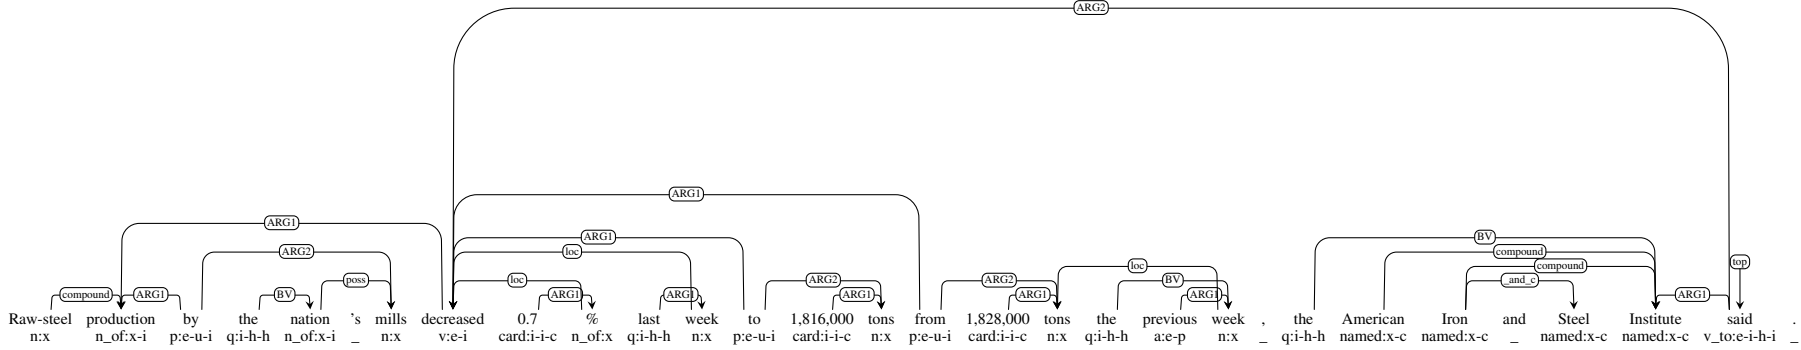 ARG2
ARG1
ARG1 ARG1 BV
ARG2 loc compound
loc compound top
poss loc ARG2 ARG2 BV _and_c
compound ARG1 BV ARG1 ARG1 ARG1 ARG1 ARG1 ARG1
Raw-steel production by the nation 's mills decreased 0.7 % last week to 1,816,000 tons from 1,828,000 tons the previous week , the American Iron and Steel Institute said .
n:x n_of:x-i p:e-u-i q:i-h-h n_of:x-i _ n:x v:e-i card:i-i-c n_of:x q:i-h-h n:x p:e-u-i card:i-i-c n:x p:e-u-i card:i-i-c n:x q:i-h-h a:e-p n:x _ q:i-h-h named:x-c named:x-c _ named:x-c named:x-c v_to:e-i-h-i _